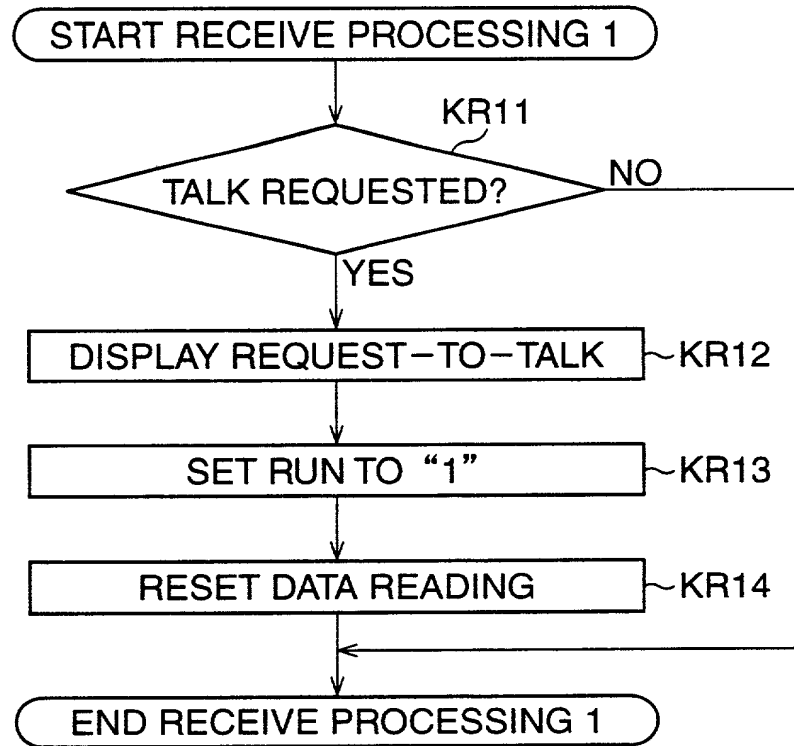 START RECEIVE PROCESSING 1
KR11
TALK REQUESTED?
NO
YES
DISPLAY REQUEST-TO-TALK
KR12
SET RUN TO “1”
KR13
RESET DATA READING
KR14
END RECEIVE PROCESSING 1